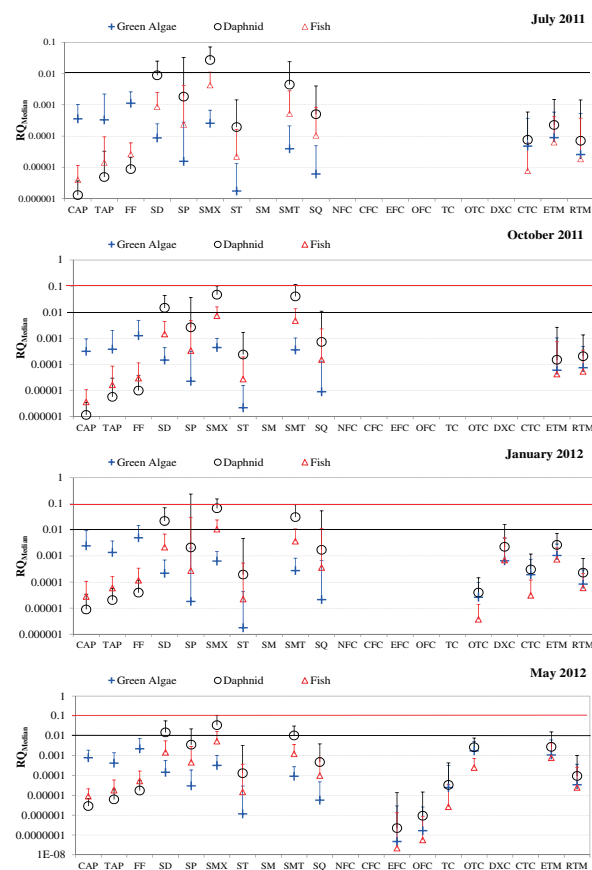 July 2011
Green Algae Daphnid Fish
0.1
0.01
0.001
0.0001
0.00001
0.000001
RQMedian
CAP TAP FF SD SP SMX ST SM SMT SQ NFC CFC EFC OFC TC OTC DXC CTC ETM RTM
October 2011
Green Algae Daphnid Fish
1
0.1
0.01
0.001
0.0001
0.00001
0.000001
RQMedian
CAP TAP FF SD SP SMX ST SM SMT SQ NFC CFC EFC OFC TC OTC DXC CTC ETM RTM
January 2012
Green Algae Daphnid Fish
1
0.1
0.01
0.001
0.0001
0.00001
0.000001
RQMedian
CAP TAP FF SD SP SMX ST SM SMT SQ NFC CFC EFC OFC TC OTC DXC CTC ETM RTM
May 2012
Green Algae Daphnid Fish
1
0.1
0.01
0.001
0.0001
0.00001
0.000001
0.0000001
1E-08
RQMedian
CAP TAP FF SD SP SMX ST SM SMT SQ NFC CFC EFC OFC TC OTC DXC CTC ETM RTM